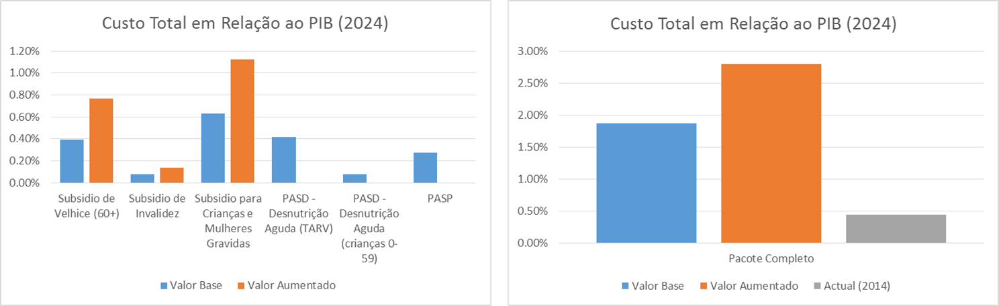 Custo Total em Relação ao PIB (2024)
1.20%
1.00%
0.80%
0.60%
0.40%
0.20%
0.00%
Subsidio de
Velhice (60+)
Subsidio de
Invalidez
Subsidio para
Crianças e
Mulheres
Gravidas
PASD -
Desnutrição
Aguda (TARV)
PASD -
Desnutrição
Aguda
(crianças 0-
59)
PASP
Valor Base
Valor Aumentado
Custo Total em Relação ao PIB (2024)
3.00%
2.50%
2.00%
1.50%
1.00%
0.50%
0.00%
Pacote Completo
Valor Base
Valor Aumentado
Actual (2014)